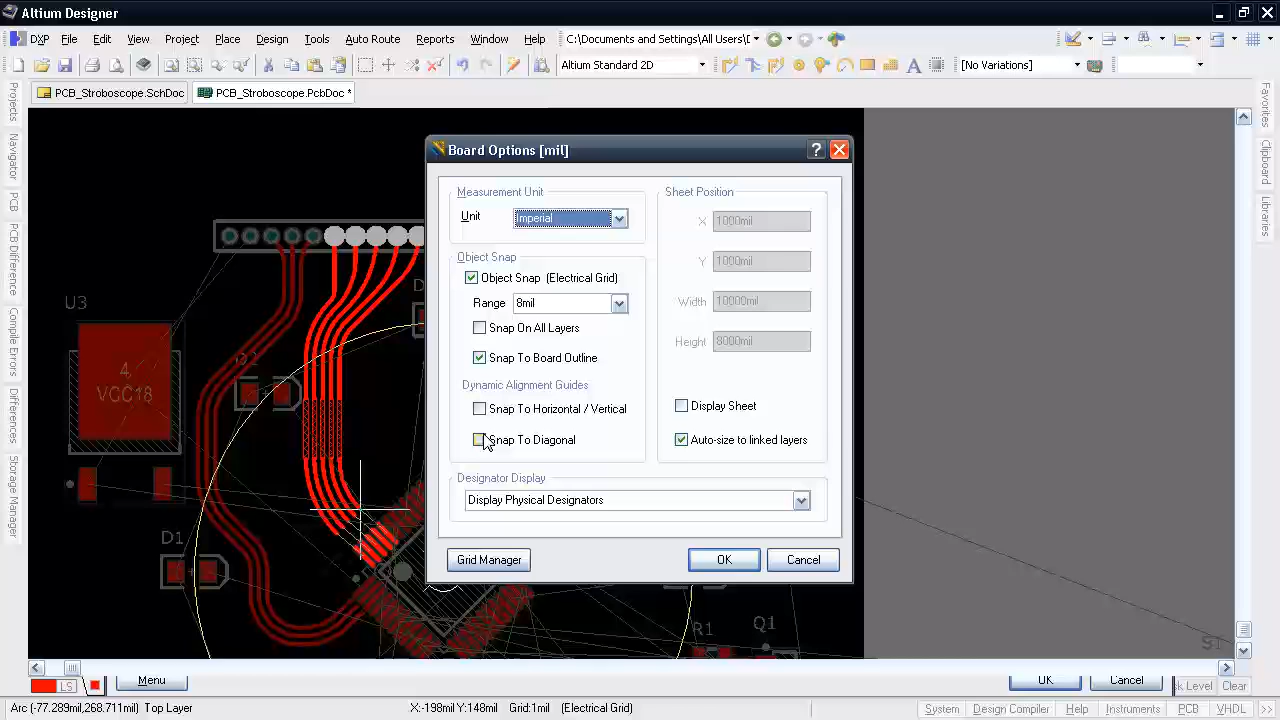 Altium Designer
DXP File Edit View Project Place Design Tools Auto Route Reports Window Help C:\Documents and Settings\All Users\D
Altium Standard 2D [No Variations]
PCB_Stroboscope.SchDoc PCB_Stroboscope.PcbDoc *
Projects
Navigator
PCB
PCB Difference
Compile Errors
Differences
Storage Manager
Favorites
Clipboard
Libraries
U3
4
VCC18
D1
R1
Q1
S1
Board Options [mil]
Measurement Unit
Unit Imperial
Object Snap
Object Snap (Electrical Grid)
Range 8mil
Snap On All Layers
Snap To Board Outline
Dynamic Alignment Guides
Snap To Horizontal / Vertical
Snap To Diagonal
Sheet Position
X 1000mil
Y 1000mil
Width 10000mil
Height 8000mil
Display Sheet
Auto-size to linked layers
Designator Display
Display Physical Designators
Grid Manager OK Cancel
LS Menu OK Cancel k Level Clear
Arc (-77.289mil,268.711mil) Top Layer X:-198mil Y:148mil Grid:1mil (Electrical Grid) System Design Compiler Help Instruments PCB VHDL >>